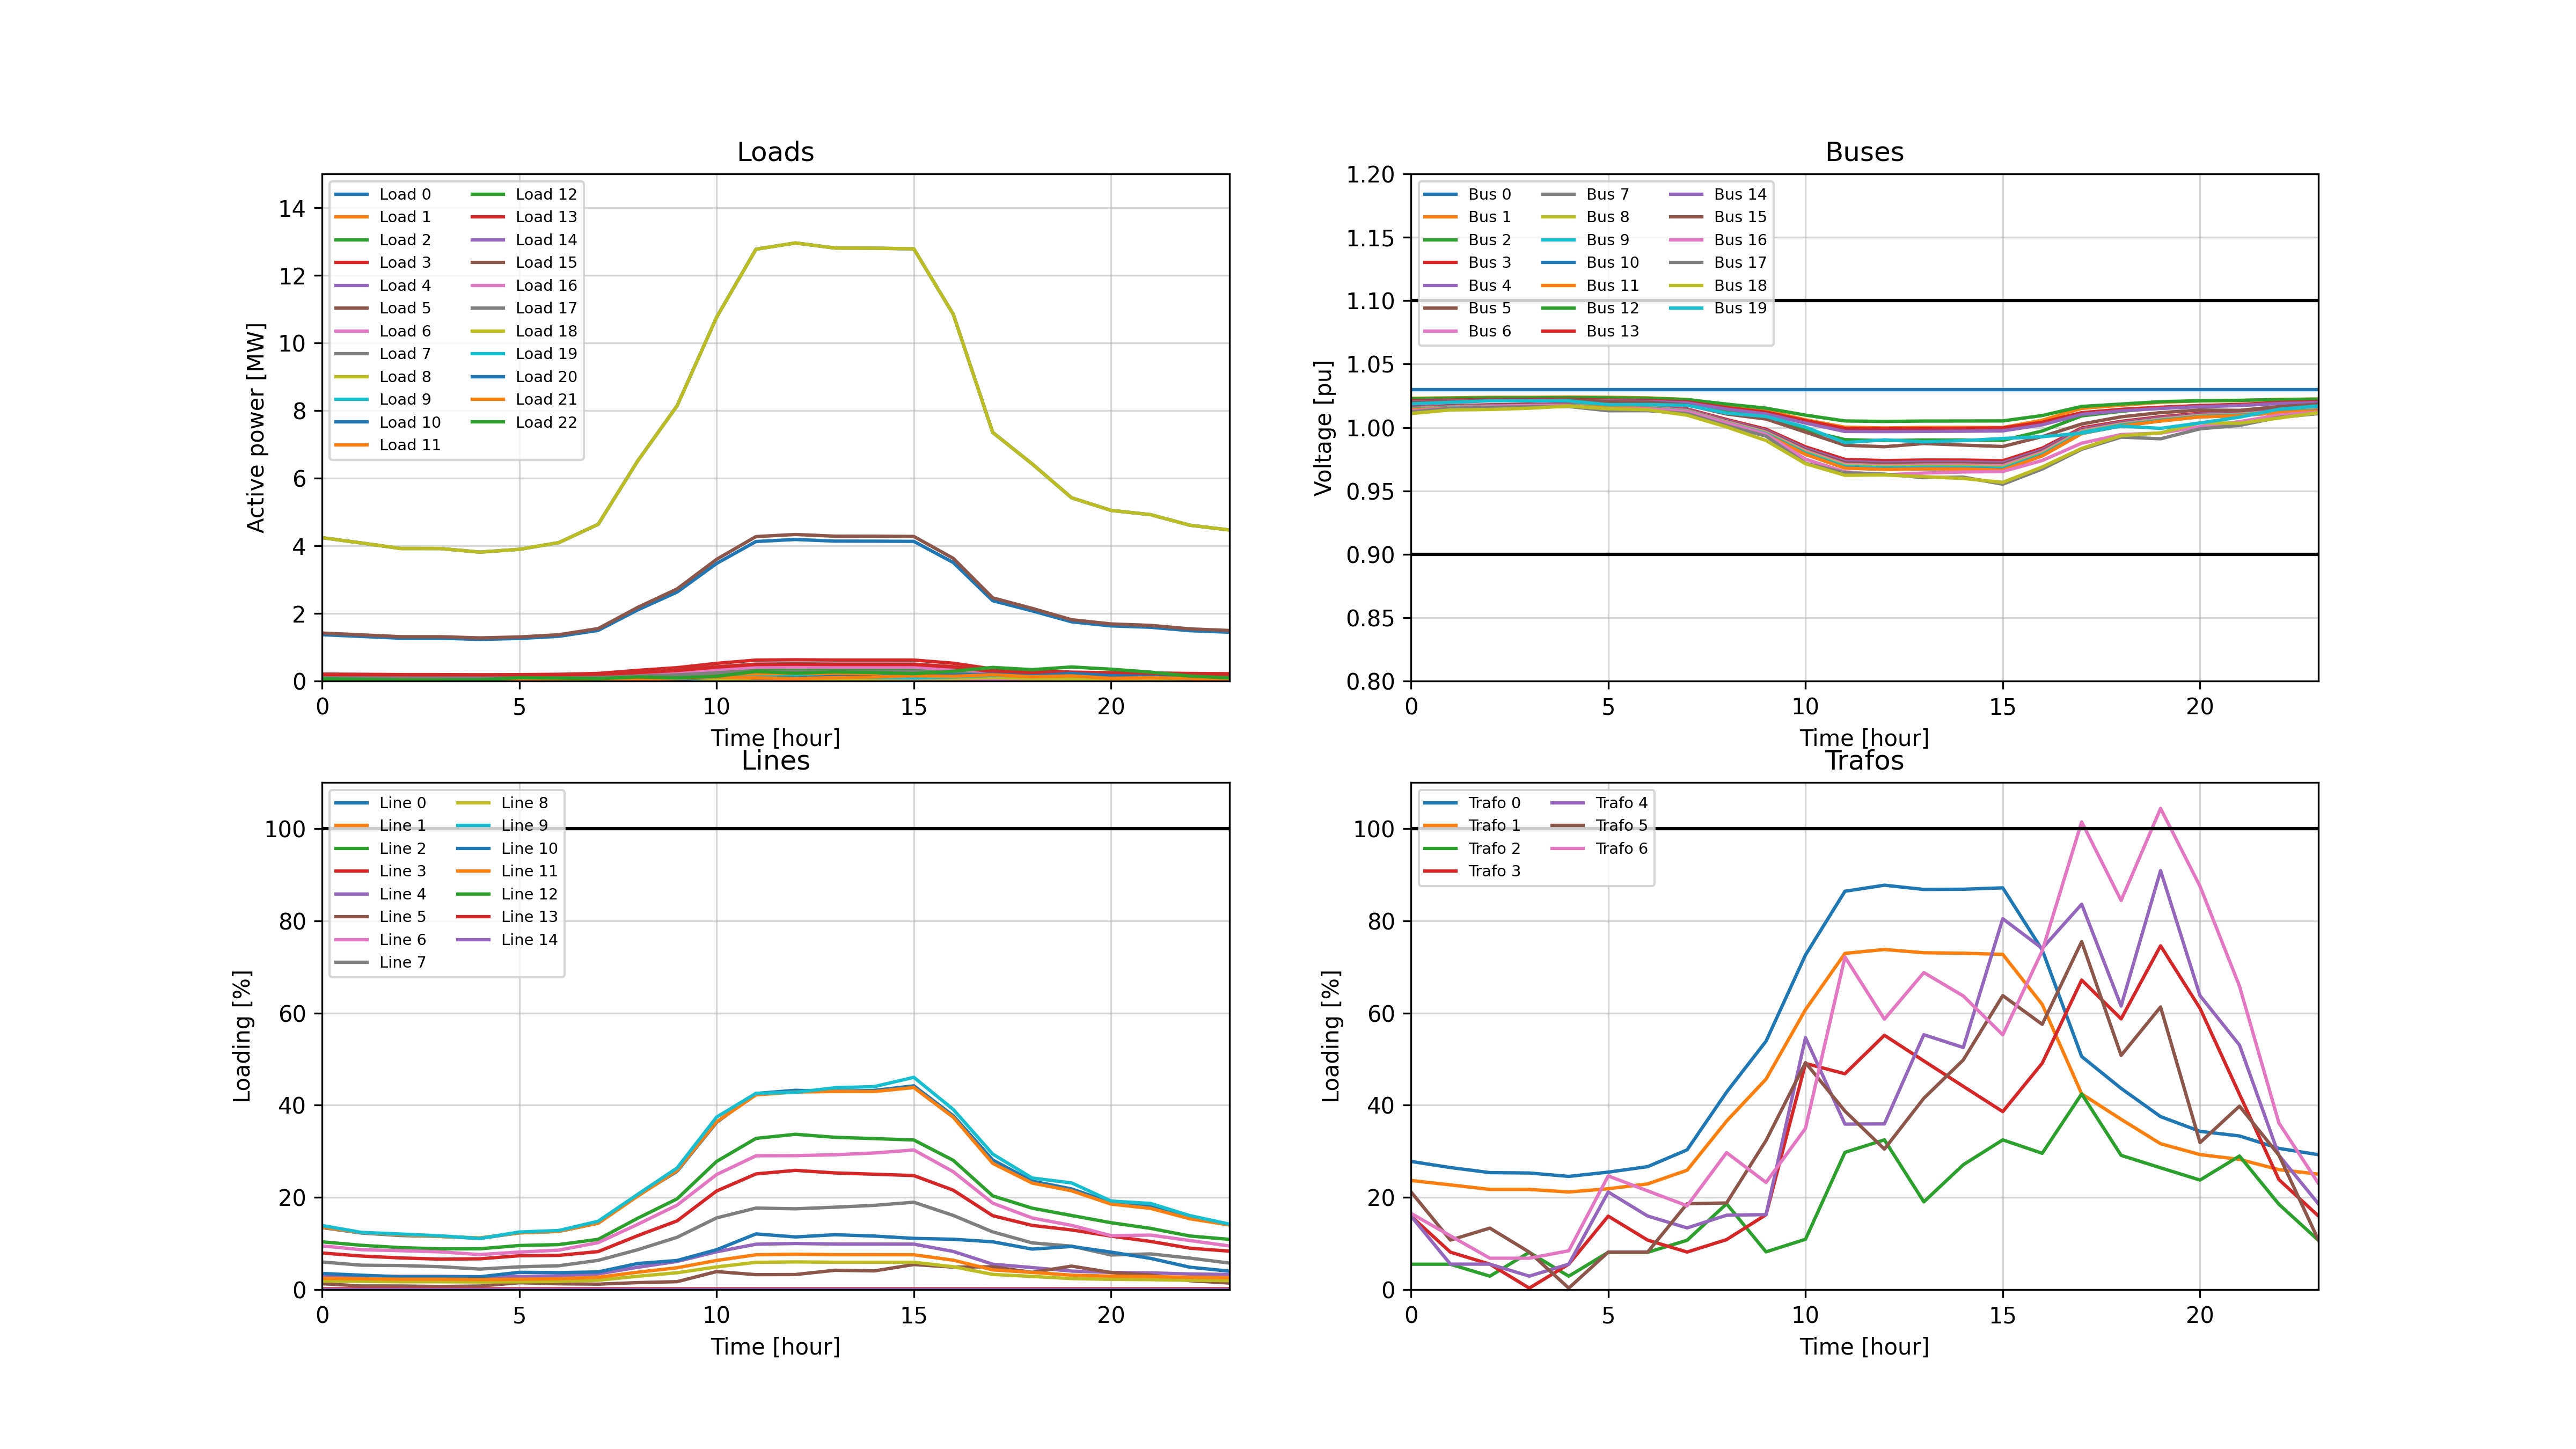 Loads
Active power [MW]
14
12
10
8
6
4
2
0
Load 0
Load 1
Load 2
Load 3
Load 4
Load 5
Load 6
Load 7
Load 8
Load 9
Load 10
Load 11
Load 12
Load 13
Load 14
Load 15
Load 16
Load 17
Load 18
Load 19
Load 20
Load 21
Load 22
0 5 10 15 20
Time [hour]
Buses
Voltage [pu]
1.20
1.15
1.10
1.05
1.00
0.95
0.90
0.85
0.80
Bus 0
Bus 1
Bus 2
Bus 3
Bus 4
Bus 5
Bus 6
Bus 7
Bus 8
Bus 9
Bus 10
Bus 11
Bus 12
Bus 13
Bus 14
Bus 15
Bus 16
Bus 17
Bus 18
Bus 19
0 5 10 15 20
Time [hour]
Lines
Loading [%]
100
80
60
40
20
0
Line 0
Line 1
Line 2
Line 3
Line 4
Line 5
Line 6
Line 7
Line 8
Line 9
Line 10
Line 11
Line 12
Line 13
Line 14
0 5 10 15 20
Time [hour]
Trafos
Loading [%]
100
80
60
40
20
0
Trafo 0
Trafo 1
Trafo 2
Trafo 3
Trafo 4
Trafo 5
Trafo 6
0 5 10 15 20
Time [hour]